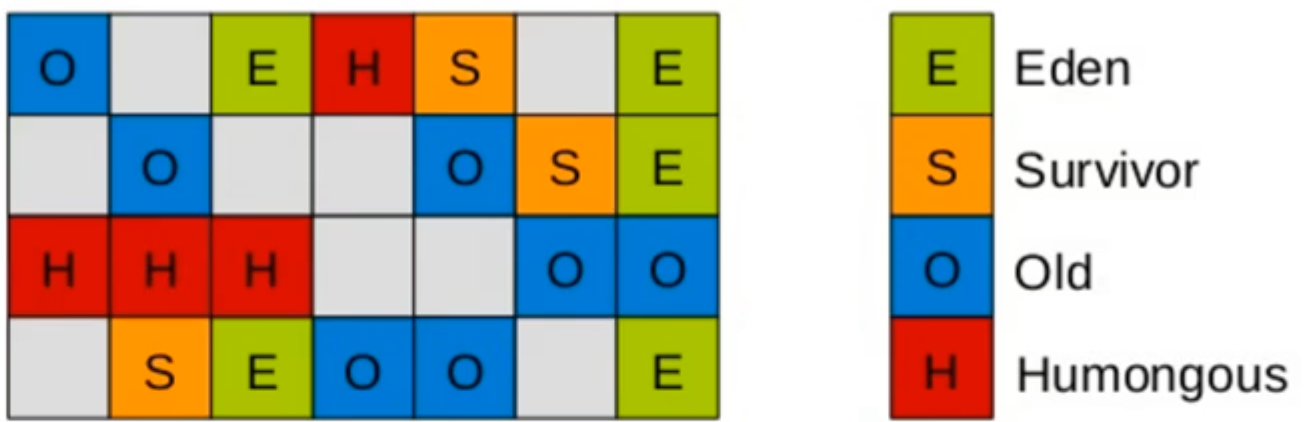 O E H S E
O O S E
H H H O O
S E O O E
E Eden
S Survivor
O Old
H Humongous